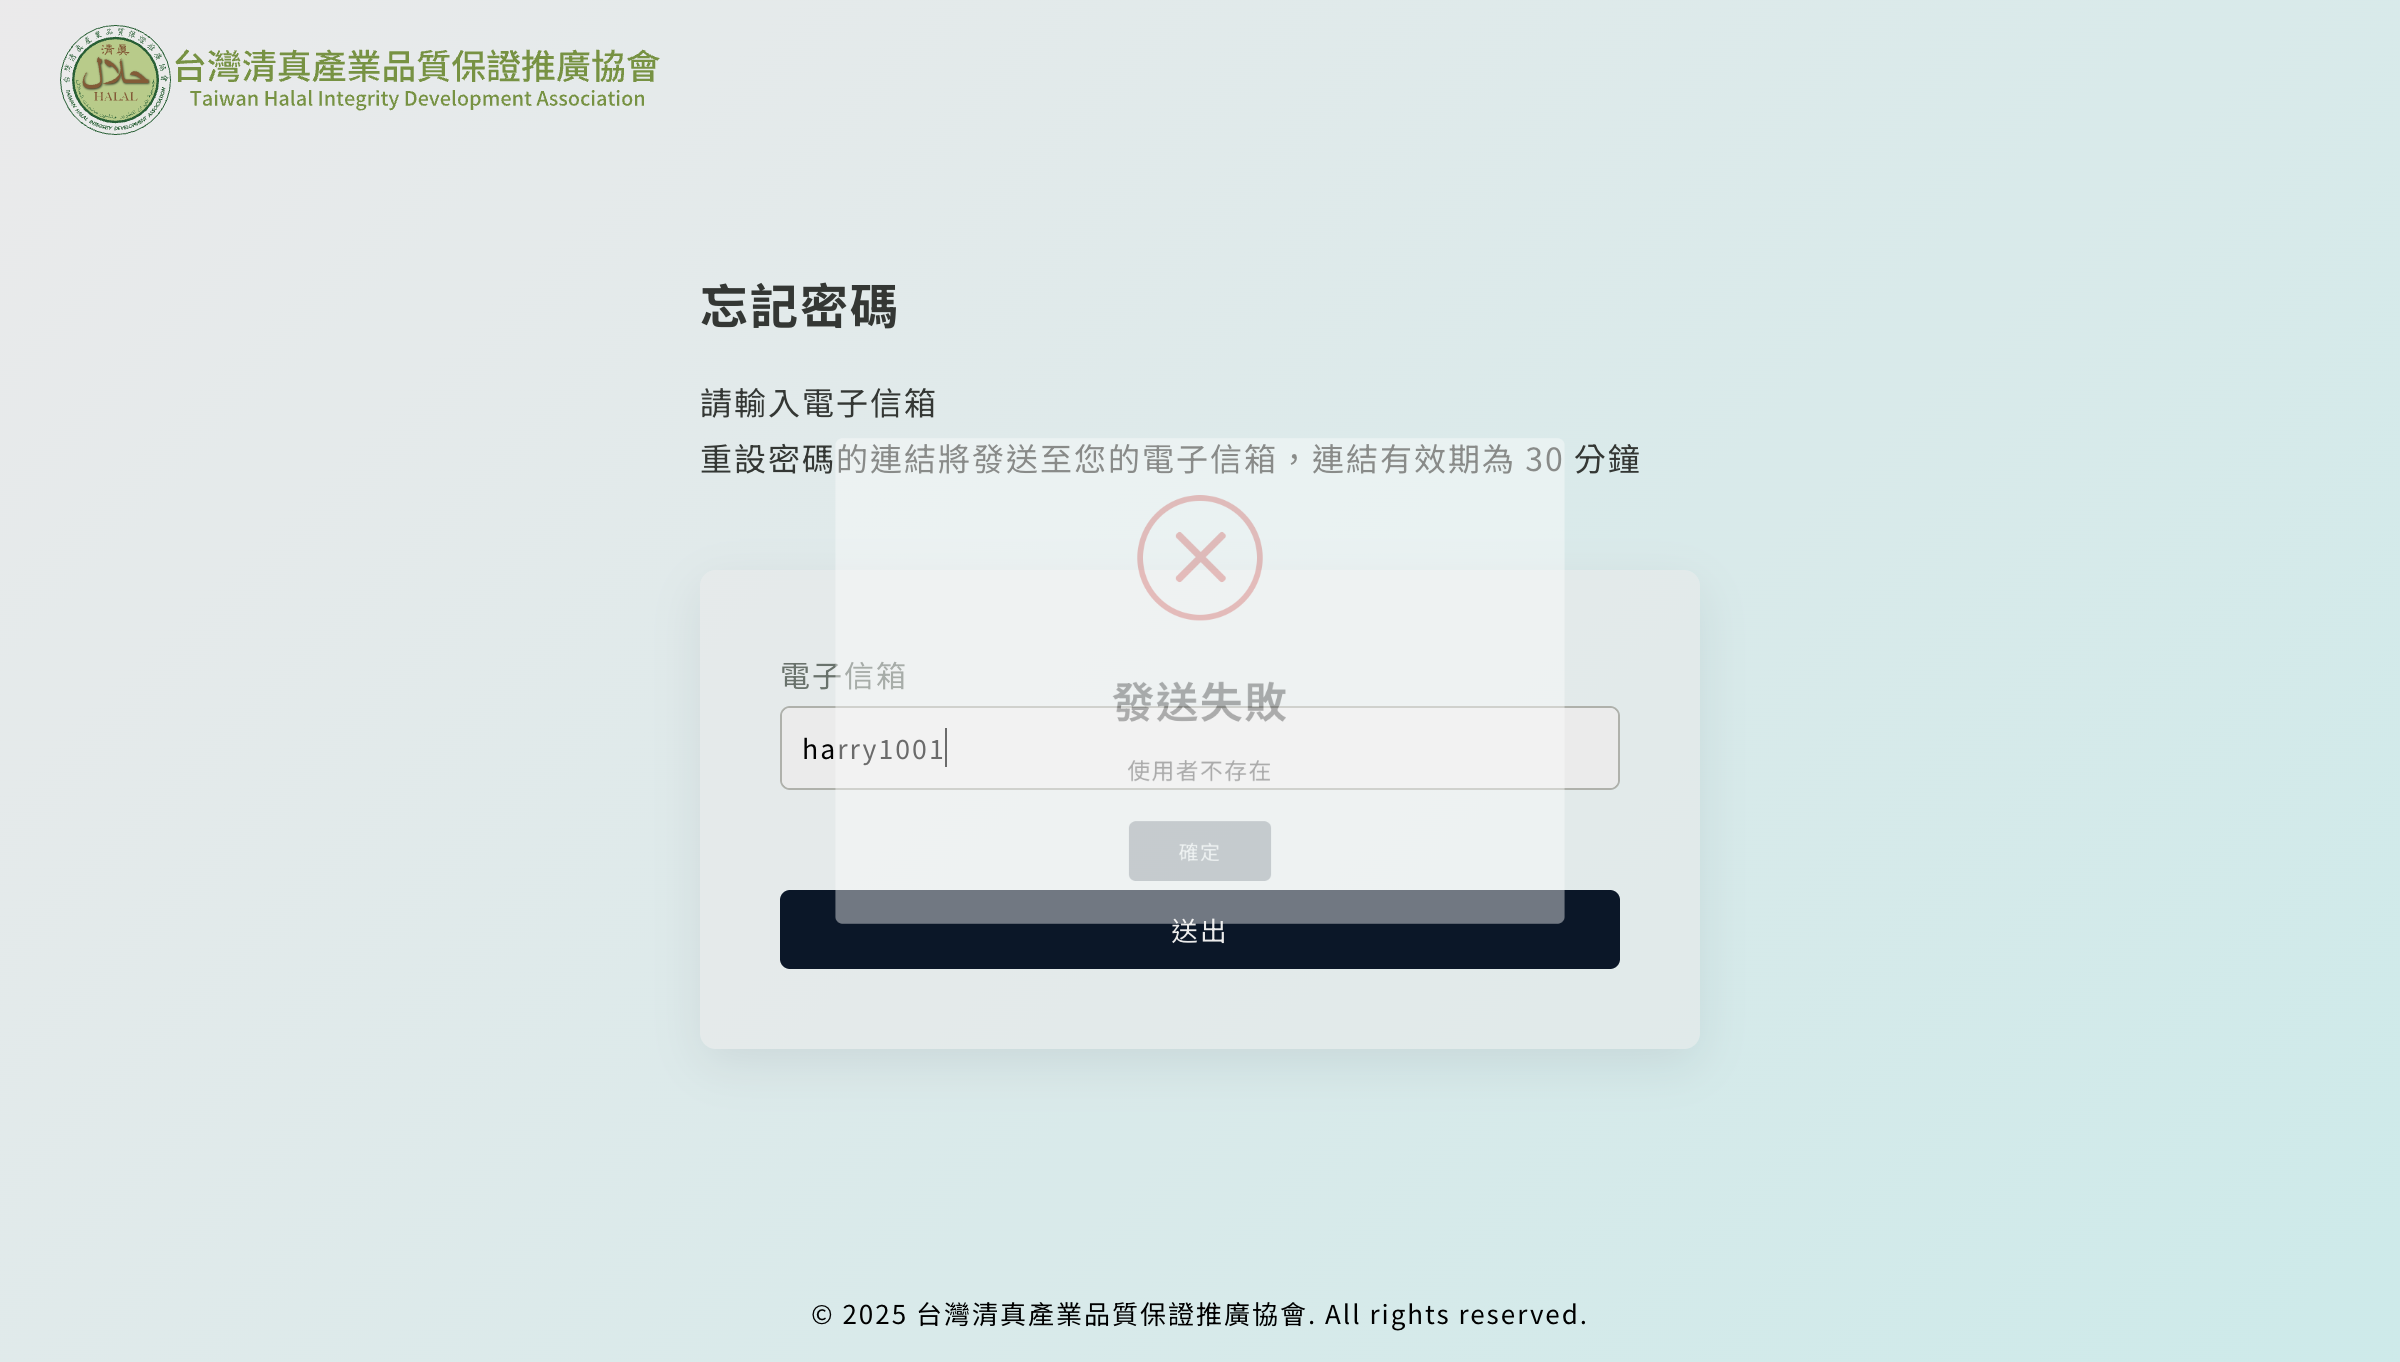 清真
حلال
HALAL
台灣清真產業品質保證推廣協會
Taiwan Halal Integrity Development Association
忘記密碼
請輸入電子信箱
重設密碼的連結將發送至您的電子信箱，連結有效期為 30 分鐘
電子信箱
發送失敗
harry1001
使用者不存在
確定
送出
© 2025 台灣清真產業品質保證推廣協會. All rights reserved.